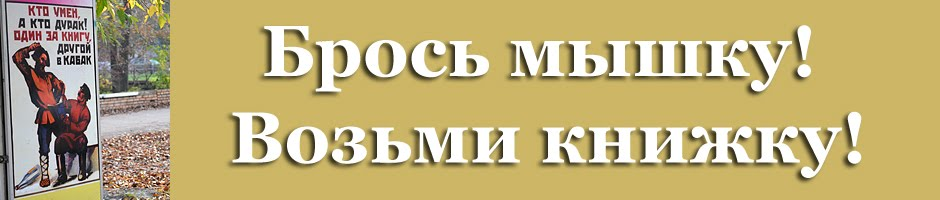 КТО УМЕН,
А КТО ДУРАК!
ОДИН ЗА КНИГУ,
ДРУГОЙ
В КАБАК
Брось мышку!
Возьми книжку!